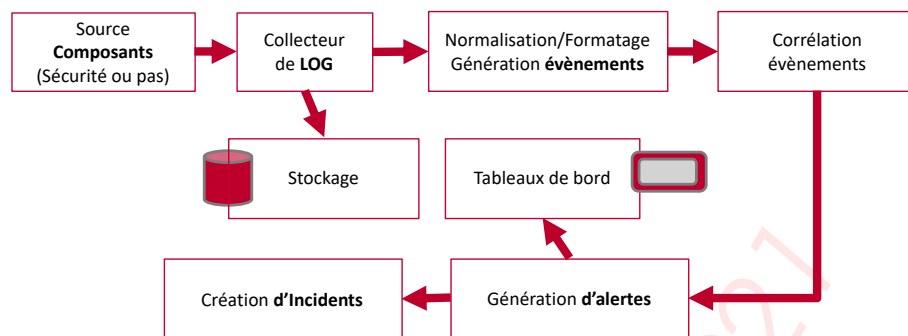 Source
Composants
(Sécurité ou pas)
Collecteur
de LOG
Normalisation/Formatage
Génération évènements
Corrélation
évènements
Stockage
Tableaux de bord
Création d'Incidents
Génération d'alertes
21